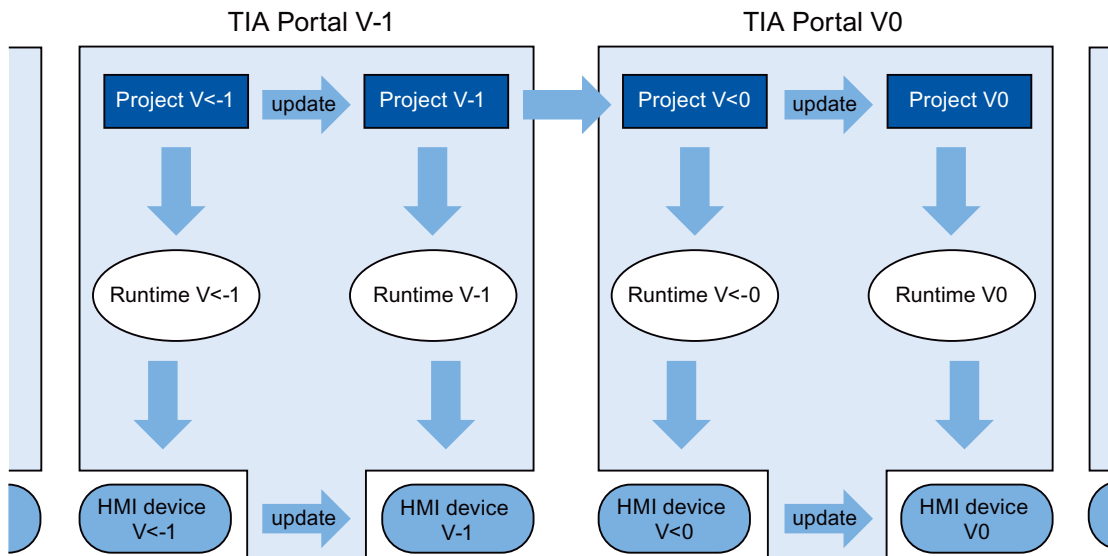 TIA Portal V-1
TIA Portal V0
Project V<-1
update
Project V-1
Project V<0
update
Project V0
Runtime V<-1
Runtime V-1
Runtime V<-0
Runtime V0
HMI device
V<-1
update
HMI device
V-1
HMI device
V<0
update
HMI device
V0